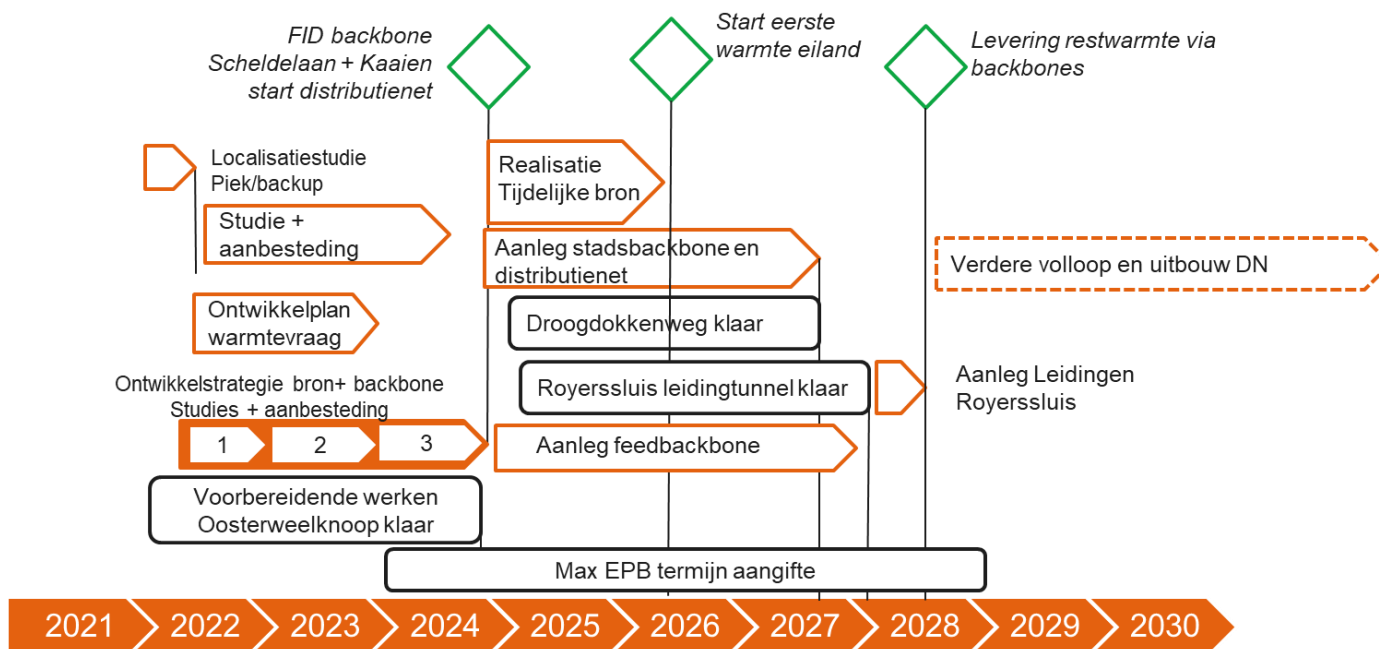 FID backbone
Scheldelaan + Kaaien
start distributienet
Start eerste
warmte eiland
Levering restwarmte via
backbones
Localisatiestudie
Piek/backup
Realisatie
Tijdelijke bron
Studie +
aanbesteding
Aanleg stadsbackbone en
distributienet
Verdere volloop en uitbouw DN
Ontwikkelplan
warmtevraag
Droogdokkenweg klaar
Royerssluis leidingtunnel klaar
Aanleg Leidingen
Royerssluis
Ontwikkelstrategie bron+ backbone
Studies + aanbesteding
1 2 3
Aanleg feedbackbone
Voorbereidende werken
Oosterweelknoop klaar
Max EPB termijn aangifte
2021 2022 2023 2024 2025 2026 2027 2028 2029 2030